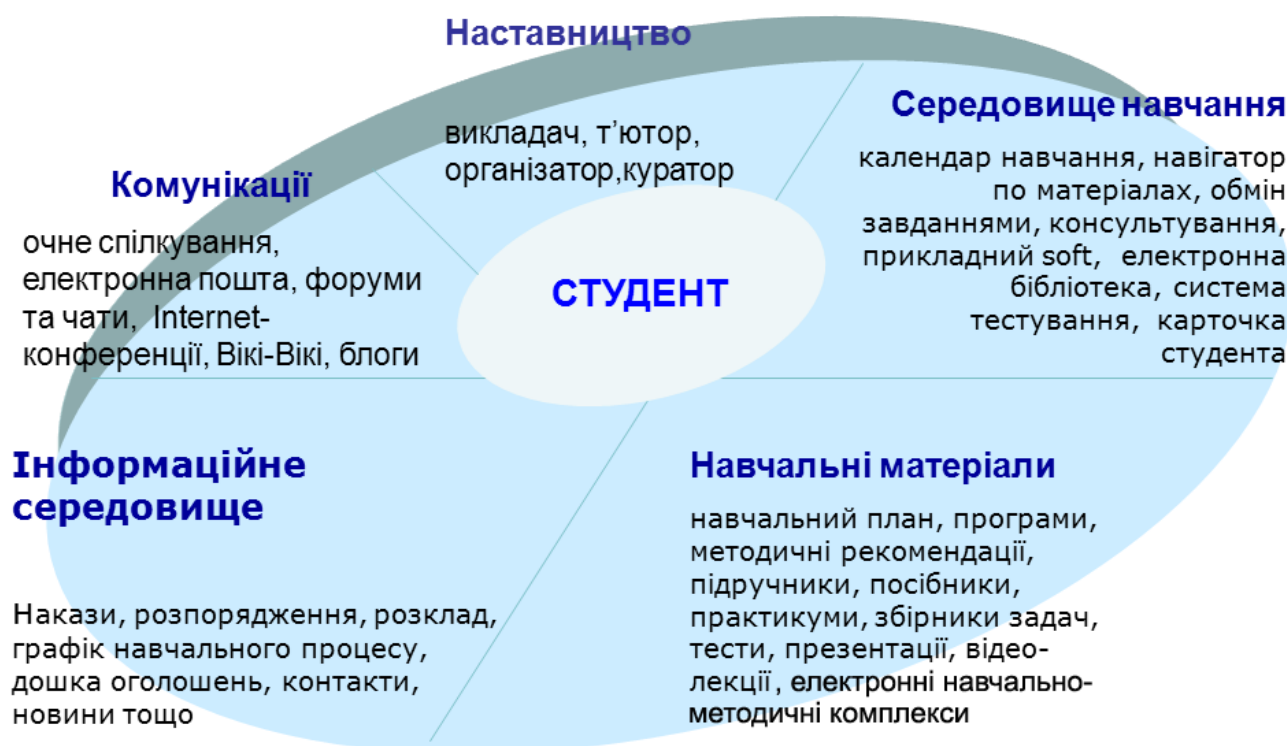 Наставництво
викладач, т’ютор,
організатор,куратор
Середовище навчання
календар навчання, навігатор
по матеріалах, обмін
завданнями, консультування,
прикладний soft, електронна
бібліотека, система
тестування, карточка
студента
Комунікації
очне спілкування,
електронна пошта, форуми
та чати, Internet-
конференції, Вікі-Вікі, блоги
СТУДЕНТ
Інформаційне
середовище
Накази, розпорядження, розклад,
графік навчального процесу,
дошка оголошень, контакти,
новини тощо
Навчальні матеріали
навчальний план, програми,
методичні рекомендації,
підручники, посібники,
практикуми, збірники задач,
тести, презентації, відео-
лекції, електронні навчально-
методичні комплекси